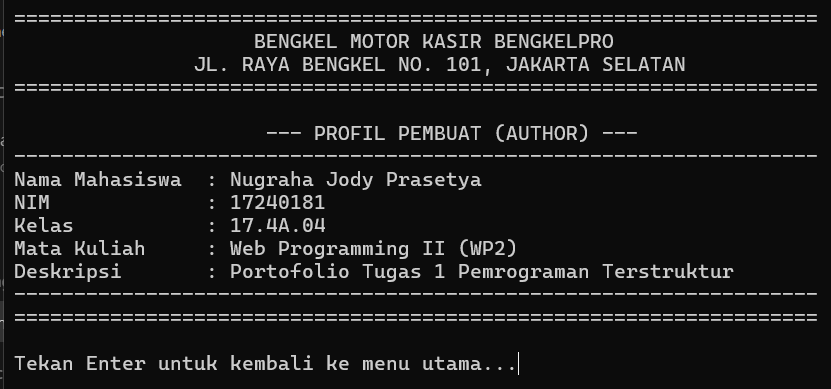 ===================================================================
BENGKEL MOTOR KASIR BENGKELPRO
JL. RAYA BENGKEL NO. 101, JAKARTA SELATAN
===================================================================
--- PROFIL PEMBUAT (AUTHOR) ---
-------------------------------------------------------------------
Nama Mahasiswa  : Nugraha Jody Prasetya
NIM             : 17240181
Kelas           : 17.4A.04
Mata Kuliah     : Web Programming II (WP2)
Deskripsi       : Portofolio Tugas 1 Pemrograman Terstruktur
-------------------------------------------------------------------
===================================================================
Tekan Enter untuk kembali ke menu utama...